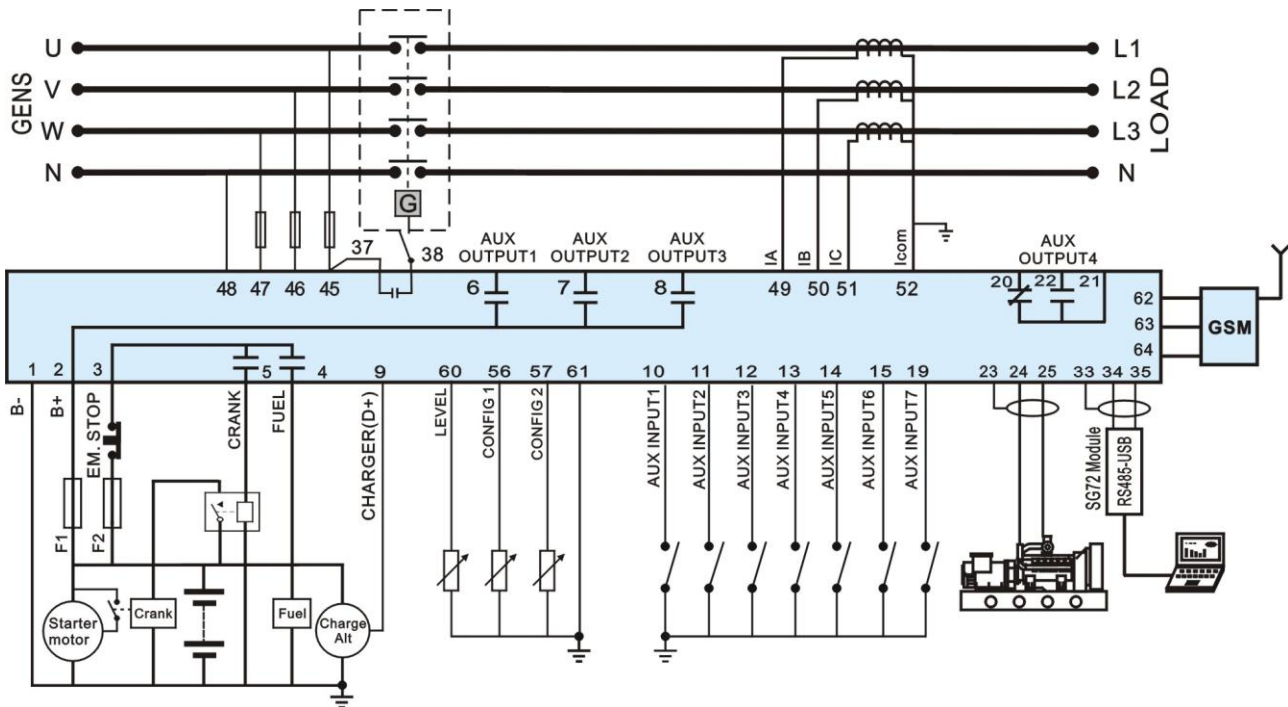 GENS
U
V
W
N
L1
L2
L3
N
LOAD
G
37
38
AUX
OUTPUT1
AUX
OUTPUT2
AUX
OUTPUT3
IA
IB
IC
Icom
AUX
OUTPUT4
48
47
46
45
6
7
8
49
50
51
52
20
22
21
62
63
64
GSM
1
2
3
5
4
9
60
56
57
61
10
11
12
13
14
15
19
23
24
25
33
34
35
B-
B+
EM. STOP
CRANK
FUEL
CHARGER(D+)
LEVEL
CONFIG 1
CONFIG 2
AUX INPUT1
AUX INPUT2
AUX INPUT3
AUX INPUT4
AUX INPUT5
AUX INPUT6
AUX INPUT7
SG72 Module
RS485-USB
F1
F2
Starter
motor
Crank
Fuel
Charge
Alt